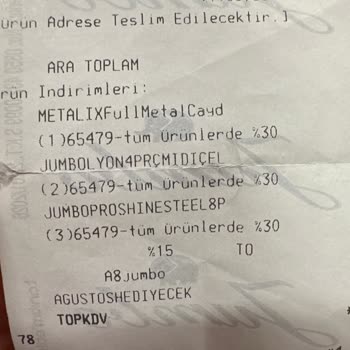 Ürün Adrese Teslim Edilecektir.]
ARA TOPLAM
rün İndirimleri:
METALIXFullMetalCayd
(1)65479-tüm ürünlerde %30
JUMBOLYON4PRÇMIDIÇEL
(2)65479-tüm ürünlerde %30
JUMBOPROSHINESTEEL8P
(3)65479-tüm ürünlerde %30
%15 TO
A8jumbo
AGUSTOSHEDIYECEK
TOPKDV
78